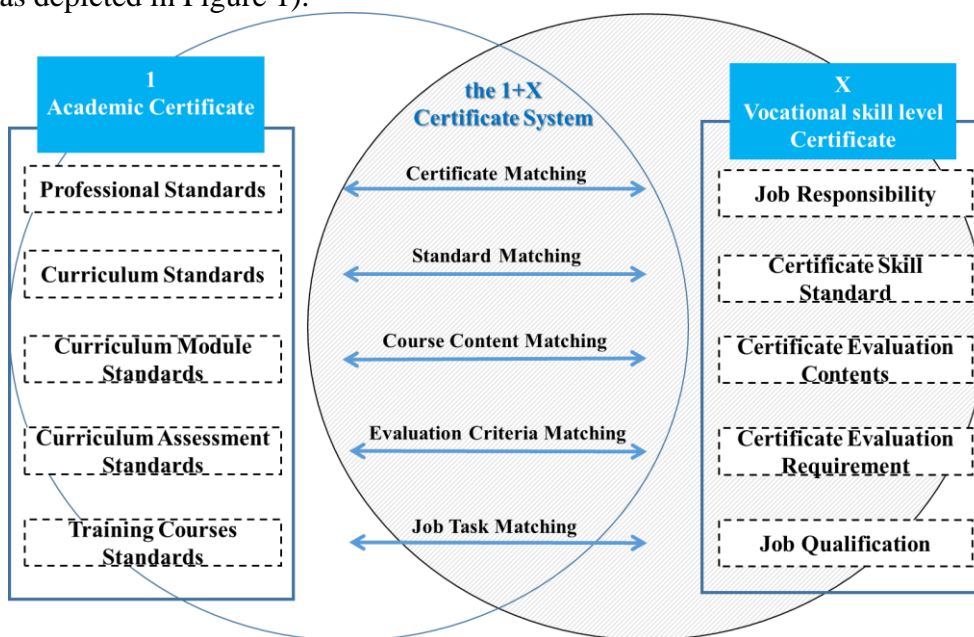 as depicted in Figure 1).
1
Academic Certificate
the 1+X
Certificate System
X
Vocational skill level
Certificate
Professional Standards
Certificate Matching
Job Responsibility
Curriculum Standards
Standard Matching
Certificate Skill
Standard
Curriculum Module
Standards
Course Content Matching
Certificate Evaluation
Contents
Curriculum Assessment
Standards
Evaluation Criteria Matching
Certificate Evaluation
Requirement
Training Courses
Standards
Job Task Matching
Job Qualification